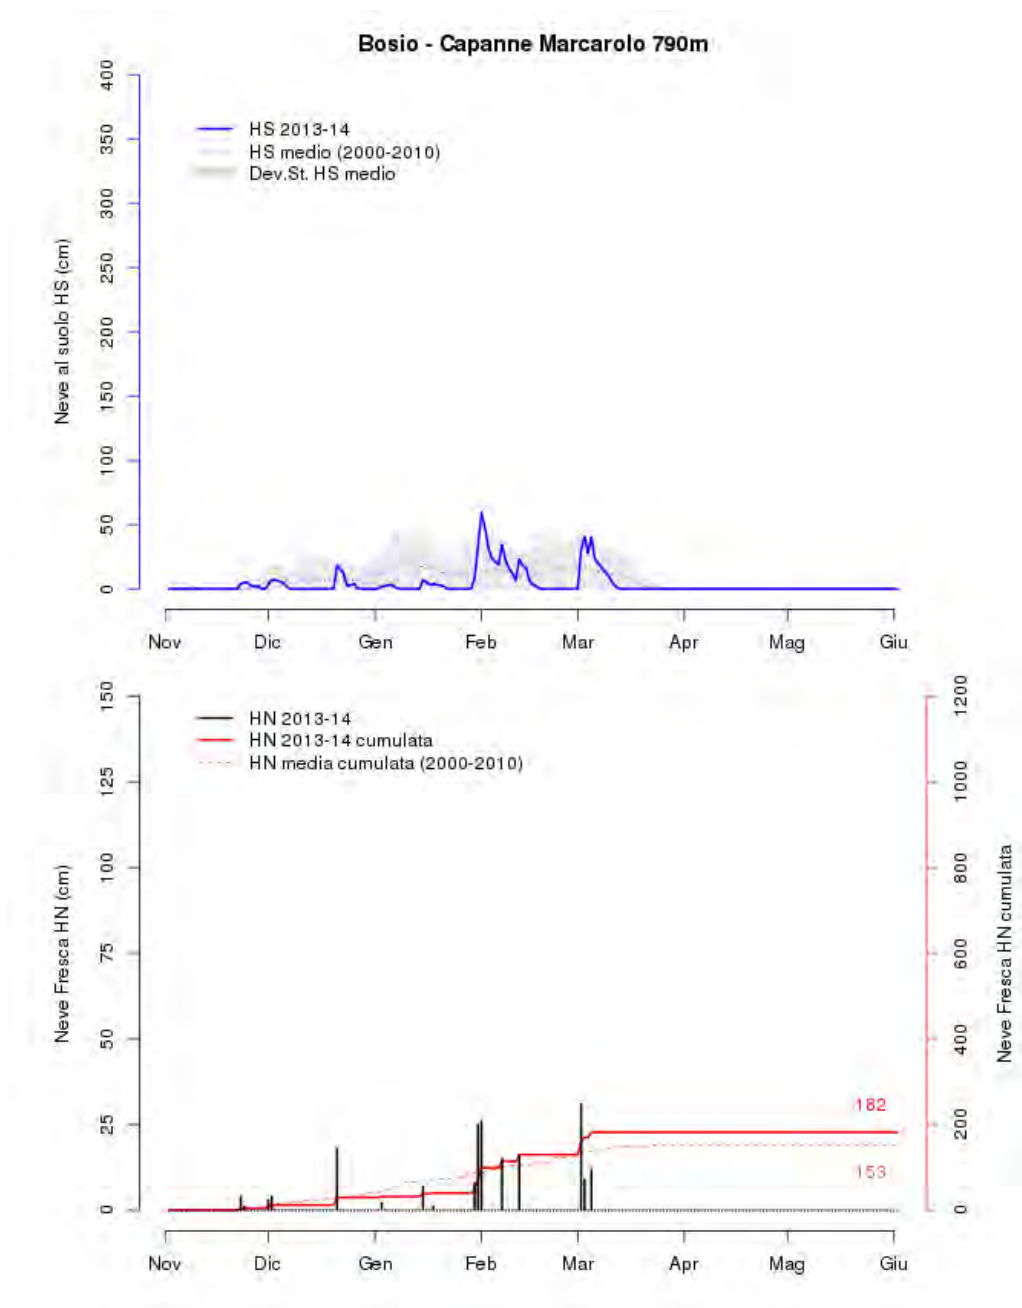 Bosio - Capanne Marcarolo 790m
HS 2013-14
HS medio (2000-2010)
Dev.St. HS medio
Neve al suolo HS (cm)
400
350
300
250
200
150
100
50
0
Nov Dic Gen Feb Mar Apr Mag Giu
HN 2013-14
HN 2013-14 cumulata
HN media cumulata (2000-2010)
Neve Fresca HN (cm)
150
125
100
75
50
25
0
1200
1000
800
600
400
200
0
Neve Fresca HN cumulata
182
153
Nov Dic Gen Feb Mar Apr Mag Giu